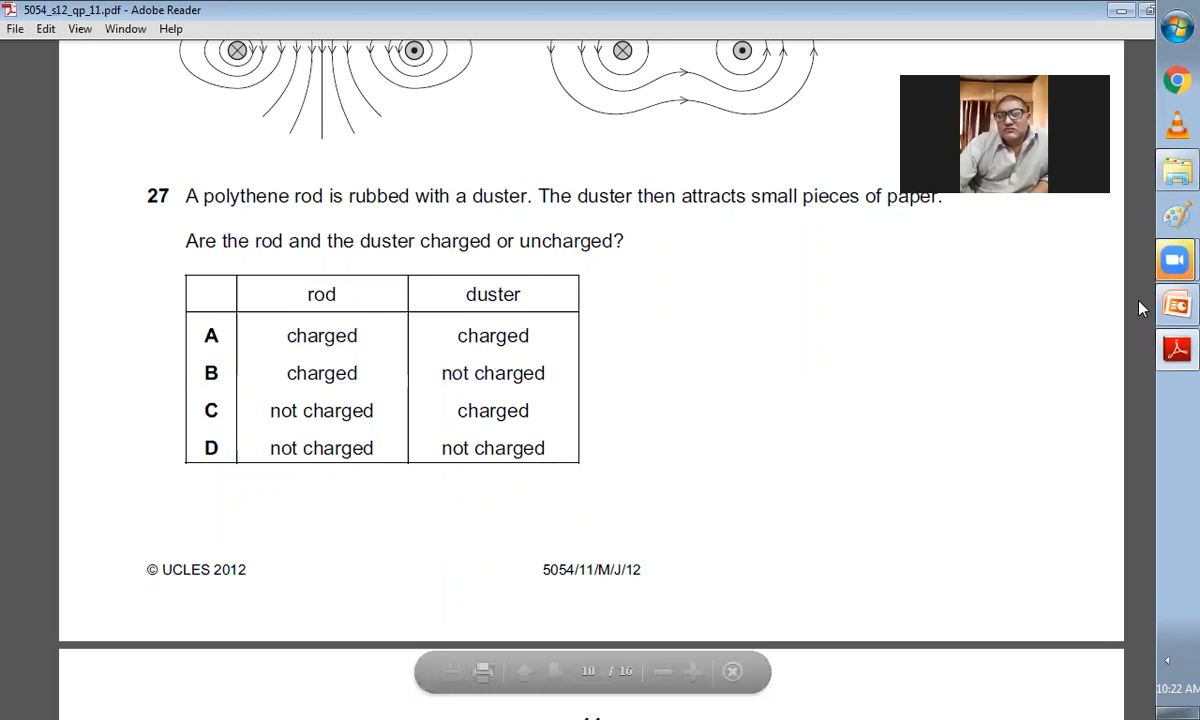 5054_s12_qp_11.pdf - Adobe Reader
File Edit View Window Help
27 A polythene rod is rubbed with a duster. The duster then attracts small pieces of paper.
Are the rod and the duster charged or uncharged?
rod duster
A charged charged
B charged not charged
C not charged charged
D not charged not charged
© UCLES 2012 5054/11/M/J/12
10 / 16
10:22 AM